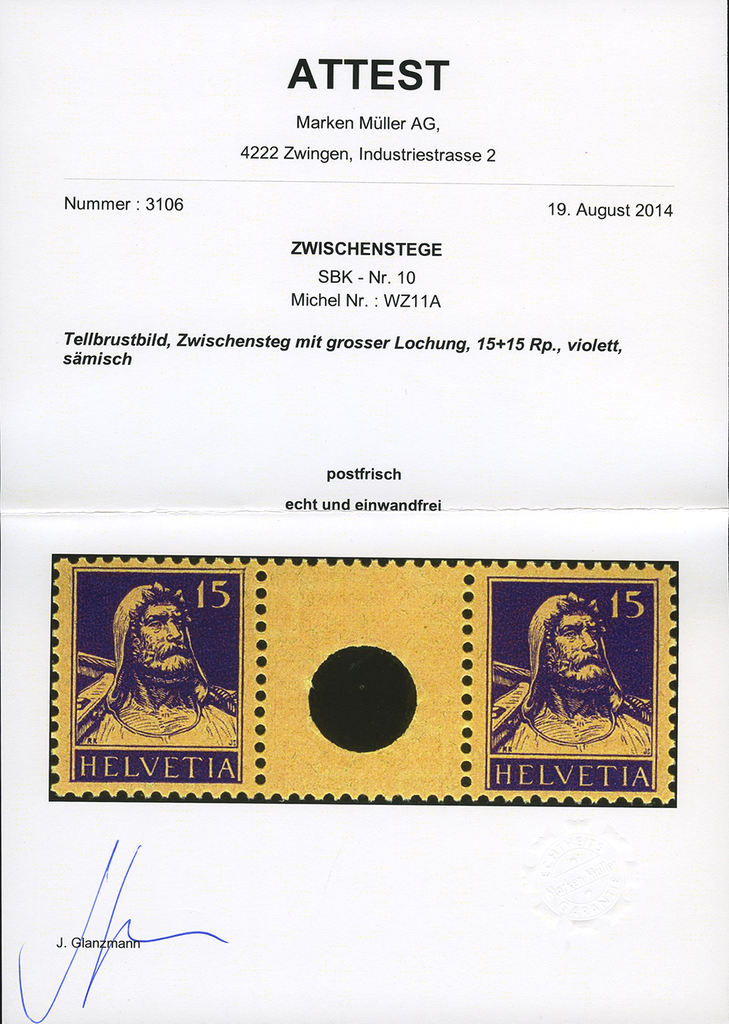 ATTEST
Marken Müller AG,
4222 Zwingen, Industriestrasse 2
Nummer : 3106
19. August 2014
ZWISCHENSTEGE
SBK - Nr. 10
Michel Nr. : WZ11A
Tellbrustbild, Zwischensteg mit grosser Lochung, 15+15 Rp., violett,
sämisch
postfrisch
echt und einwandfrei
15
HELVETIA
15
HELVETIA
J. Glanzmann